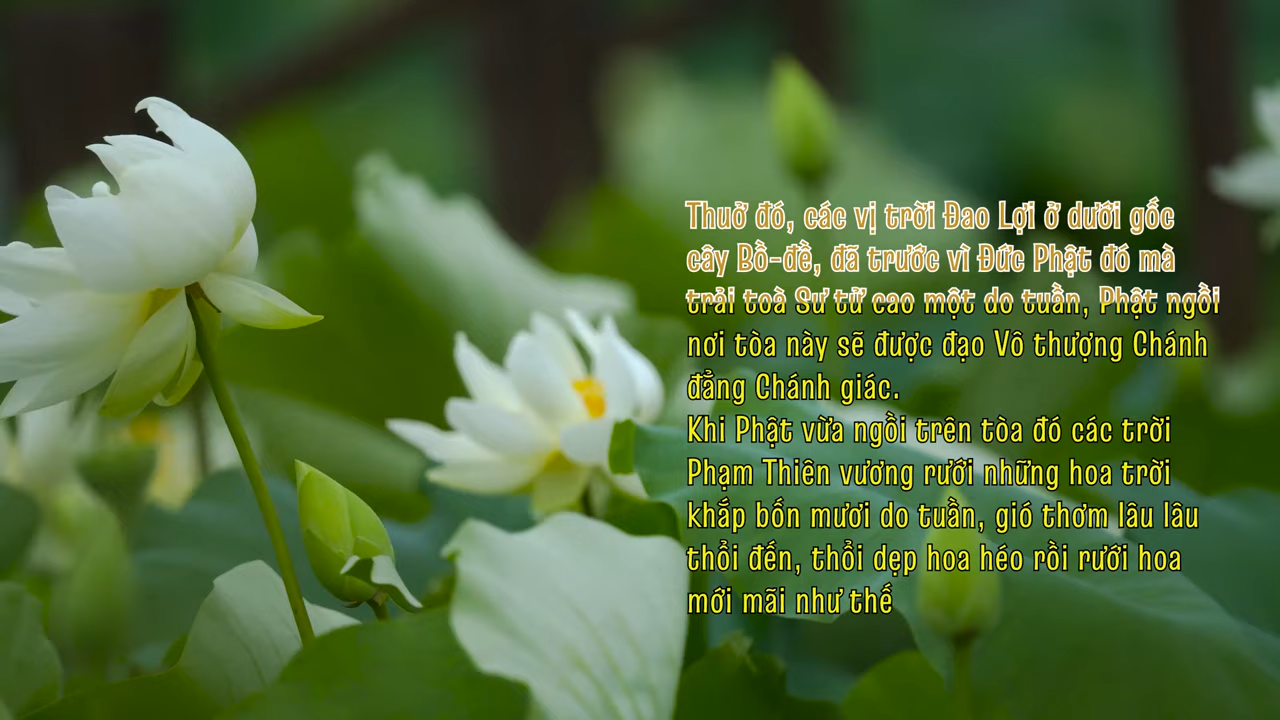 Thuở đó, các vị trời Đao Lợi ở dưới gốc
cây Bồ-đề, đã trước vì Đức Phật đó mà
trải toà Sư tử cao một do tuần, Phật ngồi
nơi tòa này sẽ được đạo Vô thượng Chánh
đẳng Chánh giác.
Khi Phật vừa ngồi trên tòa đó các trời
Phạm Thiên vương rưới những hoa trời
khắp bốn mươi do tuần, gió thơm lâu lâu
thổi đến, thổi dẹp hoa héo rồi rưới hoa
mới mãi như thế